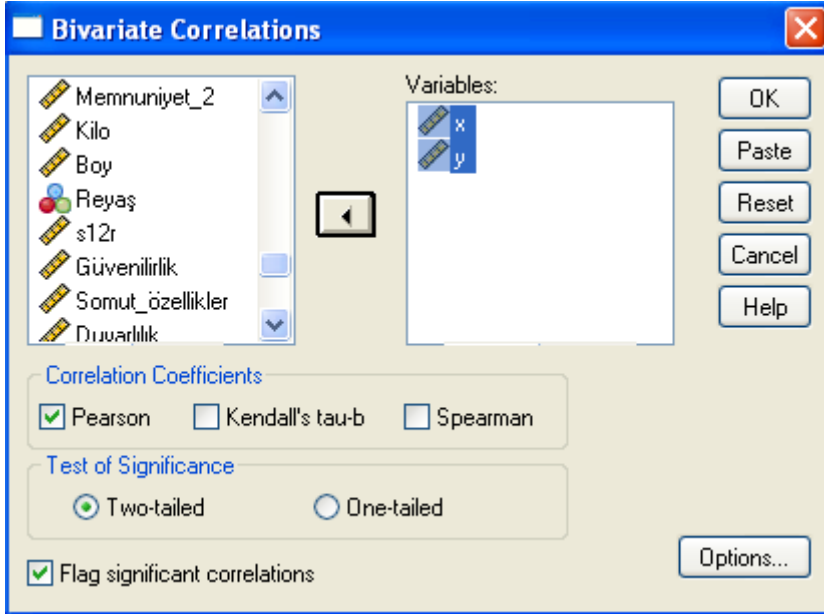 Bivariate Correlations
Memnuniyet_2
Kilo
Boy
Reyaş
s12r
Güvenilirlik
Somut_özellikler
Duyarlılık
Variables:
x
y
OK
Paste
Reset
Cancel
Help
Correlation Coefficients
Pearson Kendall's tau-b Spearman
Test of Significance
Two-tailed One-tailed
Flag significant correlations
Options...